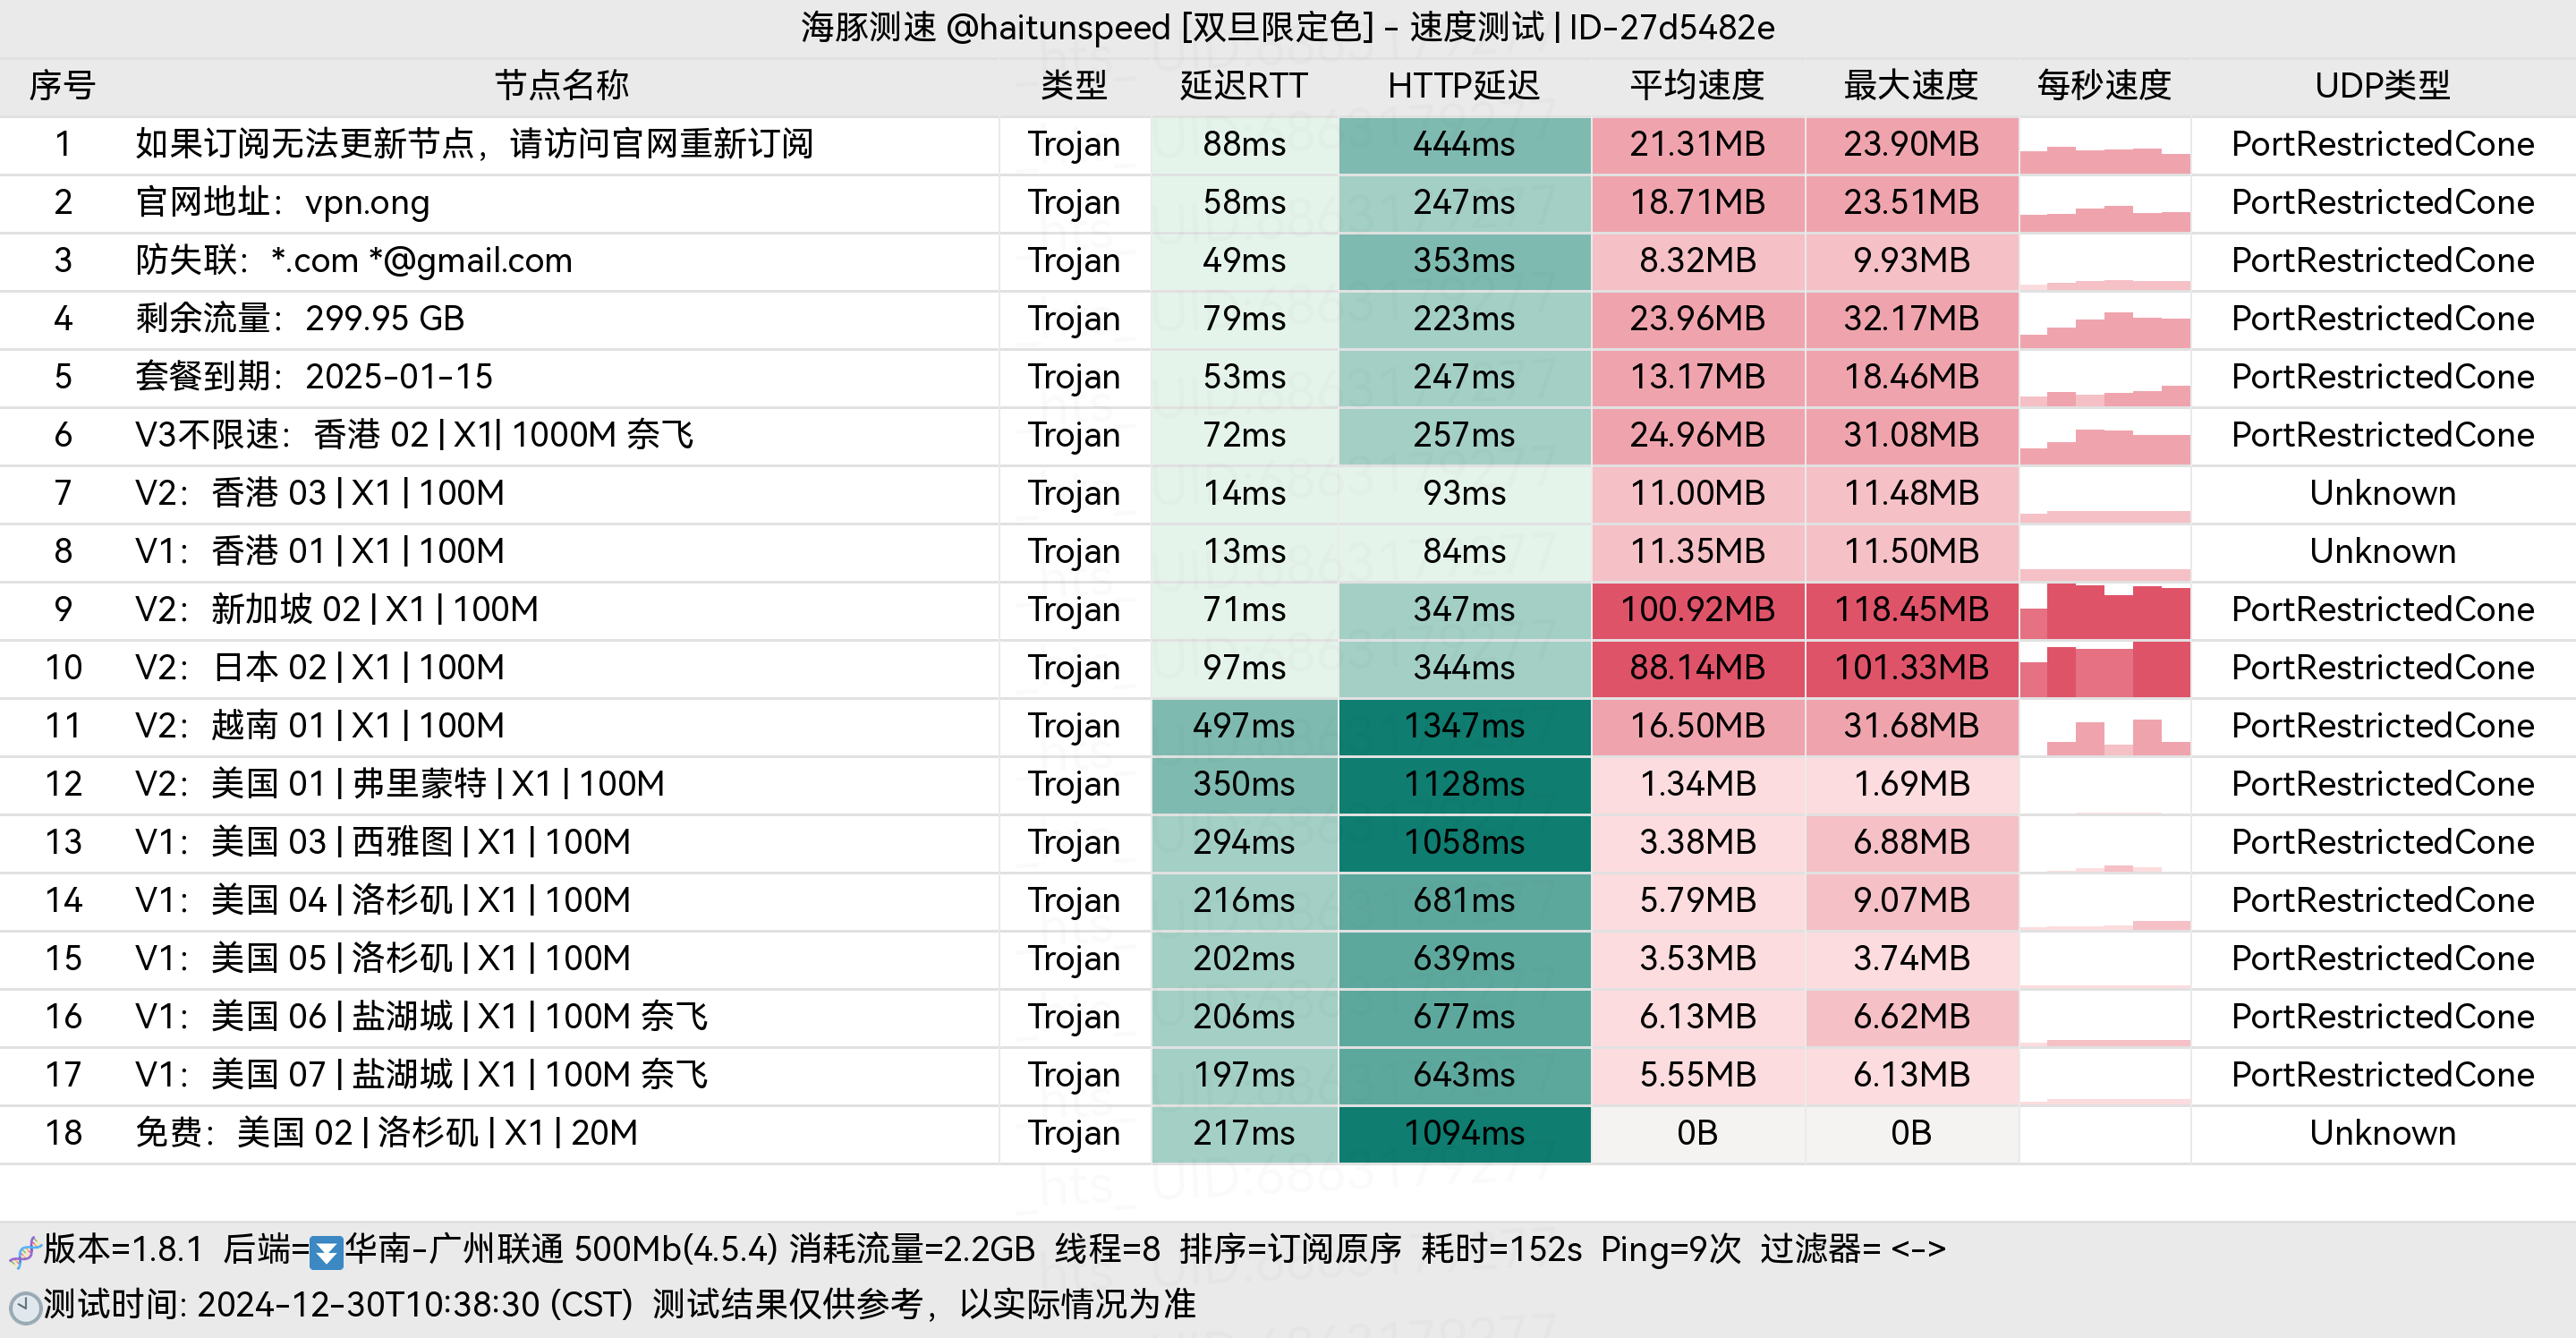 海豚测速 @haitunspeed [双旦限定色] - 速度测试 | ID-27d5482e
序号 节点名称 类型 延迟RTT HTTP延迟 平均速度 最大速度 每秒速度 UDP类型
1 如果订阅无法更新节点，请访问官网重新订阅 Trojan 88ms 444ms 21.31MB 23.90MB PortRestrictedCone
2 官网地址：vpn.ong Trojan 58ms 247ms 18.71MB 23.51MB PortRestrictedCone
3 防失联：*.com *@gmail.com Trojan 49ms 353ms 8.32MB 9.93MB PortRestrictedCone
4 剩余流量：299.95 GB Trojan 79ms 223ms 23.96MB 32.17MB PortRestrictedCone
5 套餐到期：2025-01-15 Trojan 53ms 247ms 13.17MB 18.46MB PortRestrictedCone
6 V3不限速：香港 02 | X1| 1000M 奈飞 Trojan 72ms 257ms 24.96MB 31.08MB PortRestrictedCone
7 V2：香港 03 | X1 | 100M Trojan 14ms 93ms 11.00MB 11.48MB Unknown
8 V1：香港 01 | X1 | 100M Trojan 13ms 84ms 11.35MB 11.50MB Unknown
9 V2：新加坡 02 | X1 | 100M Trojan 71ms 347ms 100.92MB 118.45MB PortRestrictedCone
10 V2：日本 02 | X1 | 100M Trojan 97ms 344ms 88.14MB 101.33MB PortRestrictedCone
11 V2：越南 01 | X1 | 100M Trojan 497ms 1347ms 16.50MB 31.68MB PortRestrictedCone
12 V2：美国 01 | 弗里蒙特 | X1 | 100M Trojan 350ms 1128ms 1.34MB 1.69MB PortRestrictedCone
13 V1：美国 03 | 西雅图 | X1 | 100M Trojan 294ms 1058ms 3.38MB 6.88MB PortRestrictedCone
14 V1：美国 04 | 洛杉矶 | X1 | 100M Trojan 216ms 681ms 5.79MB 9.07MB PortRestrictedCone
15 V1：美国 05 | 洛杉矶 | X1 | 100M Trojan 202ms 639ms 3.53MB 3.74MB PortRestrictedCone
16 V1：美国 06 | 盐湖城 | X1 | 100M 奈飞 Trojan 206ms 677ms 6.13MB 6.62MB PortRestrictedCone
17 V1：美国 07 | 盐湖城 | X1 | 100M 奈飞 Trojan 197ms 643ms 5.55MB 6.13MB PortRestrictedCone
18 免费：美国 02 | 洛杉矶 | X1 | 20M Trojan 217ms 1094ms 0B 0B Unknown
_hts_ UID:6863179277
版本=1.8.1 后端=⏬华南-广州联通 500Mb(4.5.4) 消耗流量=2.2GB 线程=8 排序=订阅原序 耗时=152s Ping=9次 过滤器= <->
测试时间: 2024-12-30T10:38:30 (CST) 测试结果仅供参考，以实际情况为准